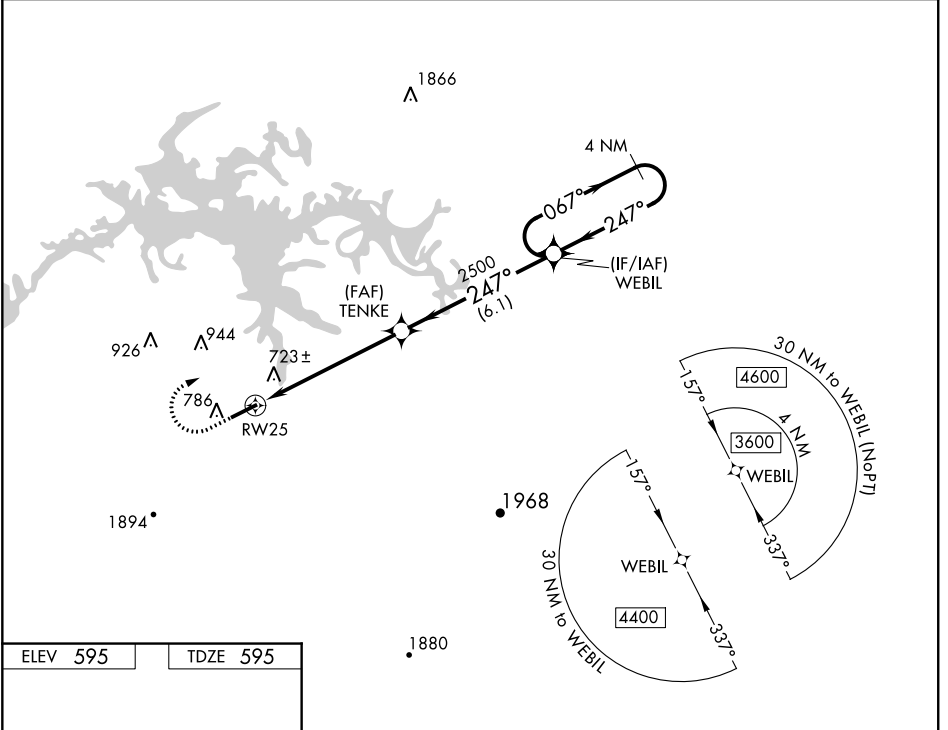 1866
4 NM
067°
247°
(IF/IAF)
WEBIL
2500
247°
(6.1)
(FAF)
TENKE
926
944
723±
786
RW25
30 NM to WEBIL (NoPT)
4600
157°
4 NM
3600
WEBIL
337°
1894
1968
157°
WEBIL
30 NM to WEBIL
4400
337°
1880
ELEV 595
TDZE 595